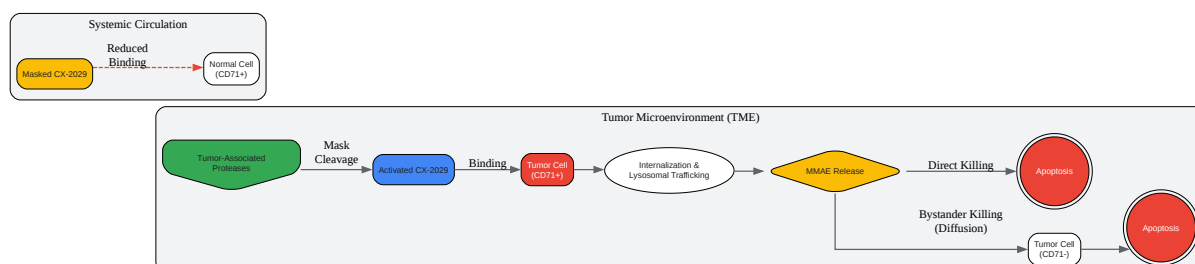 Systemic Circulation
Reduced
Binding
Masked CX-2029
Normal Cell
(CD71+)
Tumor Microenvironment (TME)
Tumor-Associated
Proteases
Mask
Cleavage
Activated CX-2029
Binding
Tumor Cell
(CD71+)
Internalization &
Lysosomal Trafficking
MMAE Release
Direct Killing
Apoptosis
Bystander Killing
(Diffusion)
Tumor Cell
(CD71-)
Apoptosis